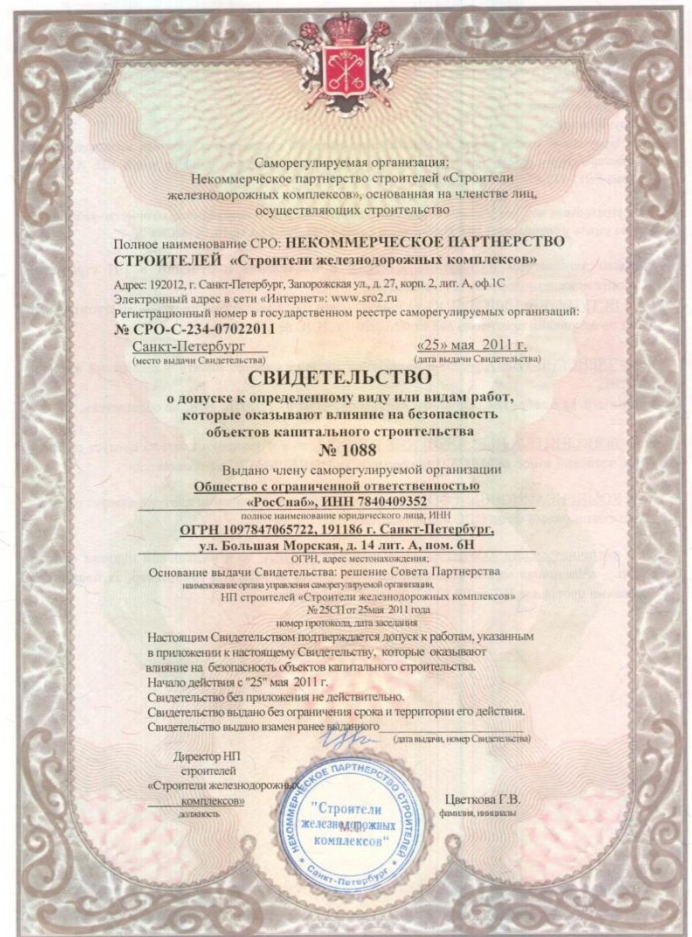 Саморегулируемая организация:
Некоммерческое партнерство строителей «Строители
железнодорожных комплексов», основанная на членстве лиц,
осуществляющих строительство
Полное наименование СРО: НЕКОММЕРЧЕСКОЕ ПАРТНЕРСТВО
СТРОИТЕЛЕЙ «Строители железнодорожных комплексов»
Адрес: 192012, г. Санкт-Петербург, Запорожская ул., д. 27, корп. 2, лит. А, оф.1С
Электронный адрес в сети «Интернет»: www.sro2.ru
Регистрационный номер в государственном реестре саморегулируемых организаций:
№ СРО-С-234-07022011
Санкт-Петербург «25» мая 2011 г.
(место выдачи Свидетельства) (дата выдачи Свидетельства)
СВИДЕТЕЛЬСТВО
о допуске к определенному виду или видам работ,
которые оказывают влияние на безопасность
объектов капитального строительства
№ 1088
Выдано члену саморегулируемой организации
Общество с ограниченной ответственностью
«РосСнаб», ИНН 7840409352
полное наименование юридического лица, ИНН
ОГРН 1097847065722, 191186 г. Санкт-Петербург,
ул. Большая Морская, д. 14 лит. А, пом. 6Н
ОГРН, адрес местонахождения;
Основание выдачи Свидетельства: решение Совета Партнерства
наименование органа управления саморегулируемой организации,
НП строителей «Строители железнодорожных комплексов»
№ 25СП от 25мая 2011 года
номер протокола, дата заседания
Настоящим Свидетельством подтверждается допуск к работам, указанным
в приложении к настоящему Свидетельству, которые оказывают
влияние на безопасность объектов капитального строительства.
Начало действия с "25" мая 2011 г.
Свидетельство без приложения не действительно.
Свидетельство выдано без ограничения срока и территории его действия.
Свидетельство выдано взамен ранее выданного
(дата выдачи, номер Свидетельства)
Директор НП
строителей
«Строители железнодорожных
комплексов»
должность
Цветкова Г.В.
фамилия, инициалы
НЕКОММЕРЧЕСКОЕ ПАРТНЕРСТВО СТРОИТЕЛЕЙ
"Строители
железнодорожных
комплексов"
М.П.
Санкт-Петербург